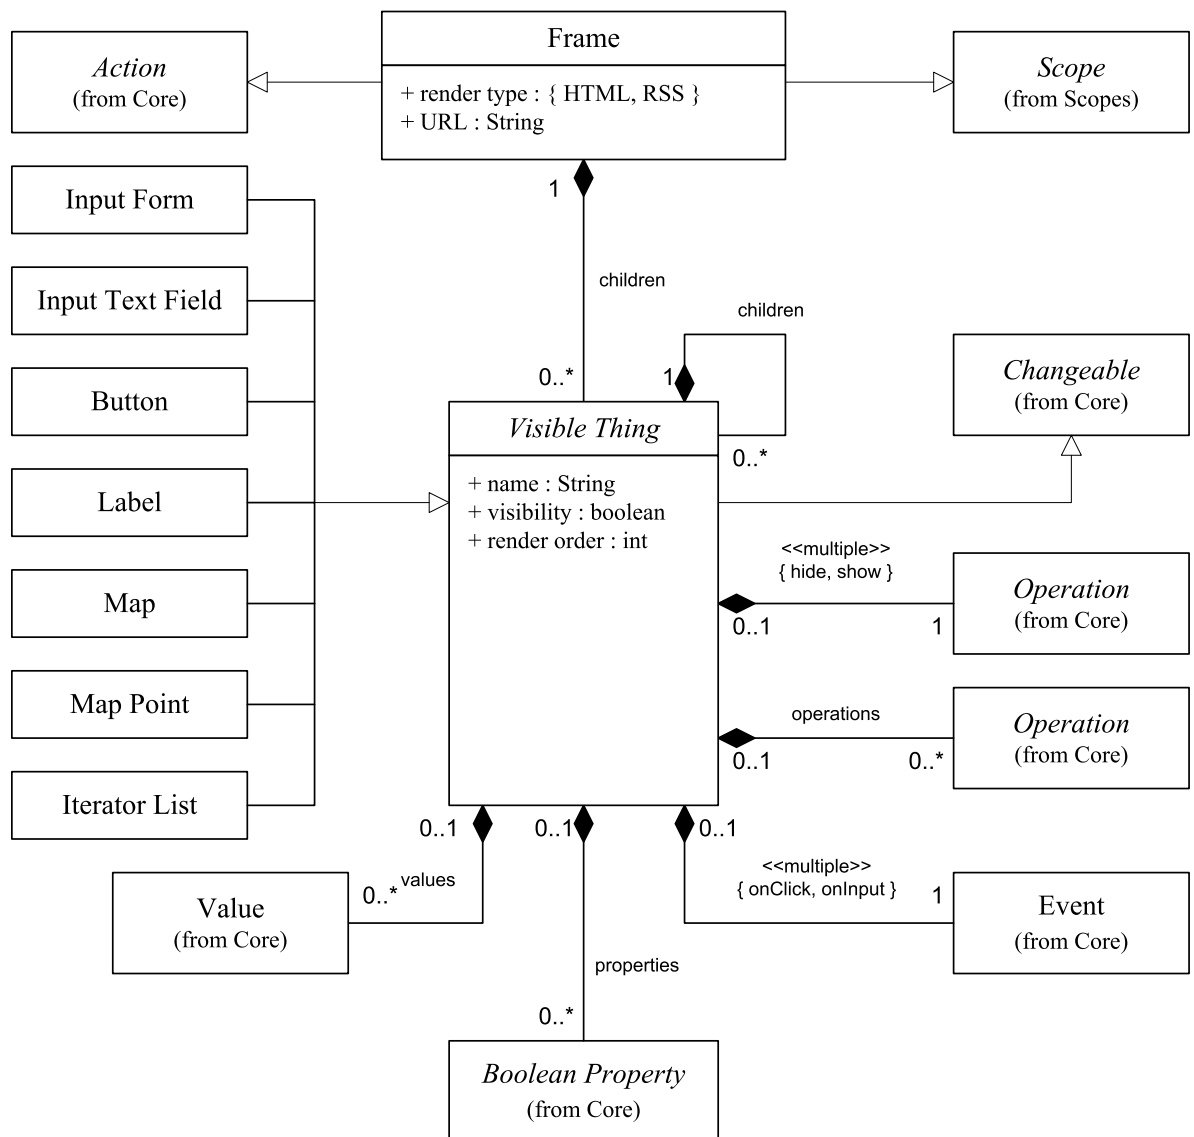 Frame
+ render type : { HTML, RSS }
+ URL : String
Action
(from Core)
Scope
(from Scopes)
Input Form
Input Text Field
Button
Label
Map
Map Point
Iterator List
1
children
0..*
children
1
0..*
Visible Thing
+ name : String
+ visibility : boolean
+ render order : int
Changeable
(from Core)
<<multiple>>
{ hide, show }
0..1
1
Operation
(from Core)
operations
0..1
0..*
Operation
(from Core)
0..1
0..1
0..1
values
0..*
Value
(from Core)
<<multiple>>
{ onClick, onInput }
1
Event
(from Core)
properties
0..*
Boolean Property
(from Core)